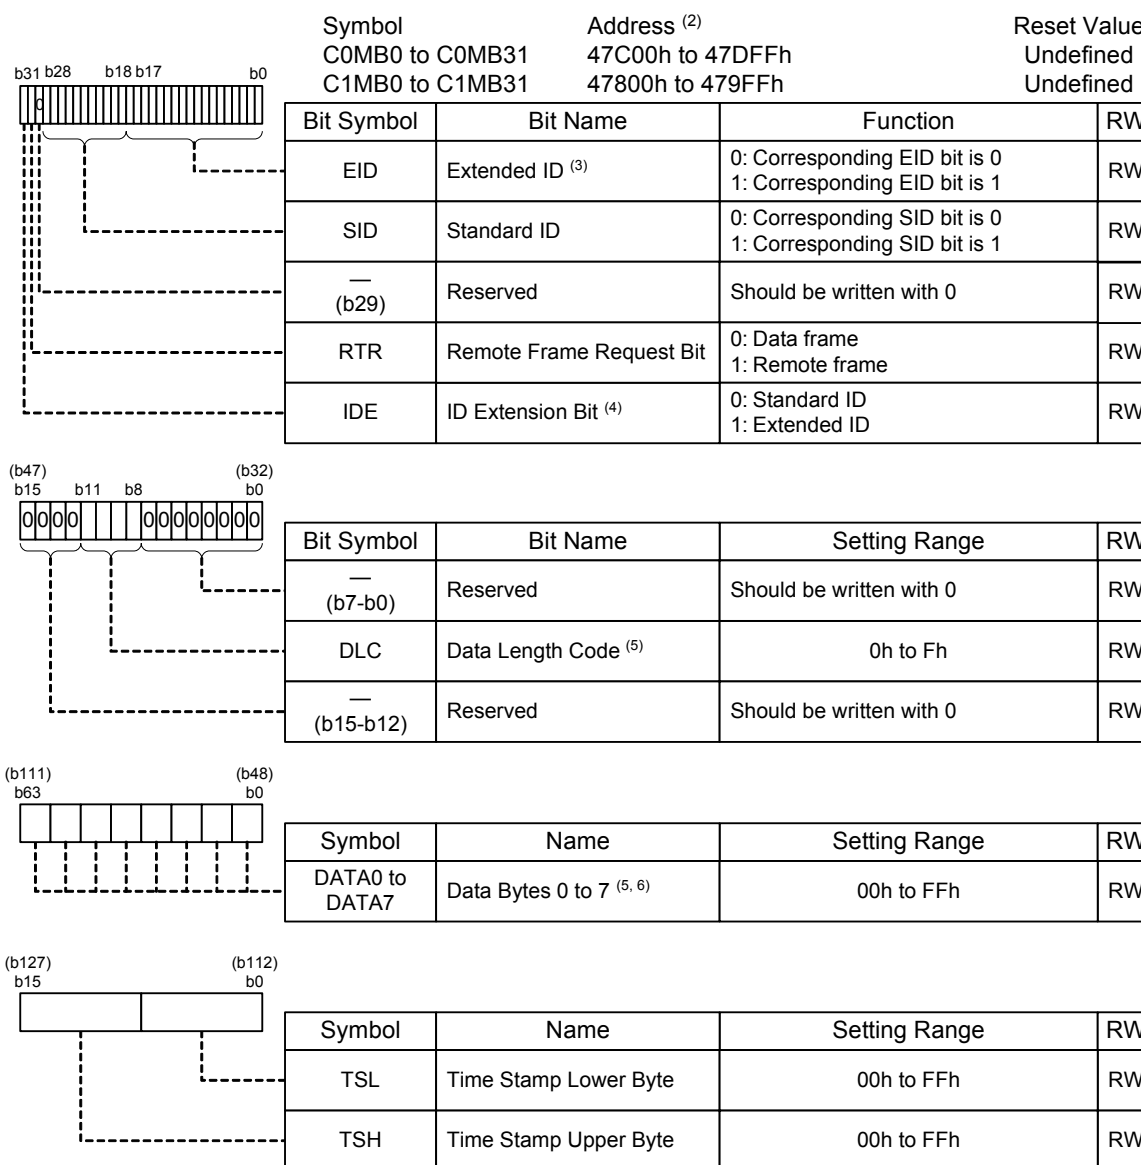 Symbol Address (2) Reset Value
C0MB0 to C0MB31 47C00h to 47DFFh Undefined
C1MB0 to C1MB31 47800h to 479FFh Undefined
b31 b28 b18 b17 b0
0
Bit Symbol Bit Name Function RW
EID Extended ID (3) 0: Corresponding EID bit is 0
1: Corresponding EID bit is 1 RW
SID Standard ID 0: Corresponding SID bit is 0
1: Corresponding SID bit is 1 RW
—
(b29) Reserved Should be written with 0 RW
RTR Remote Frame Request Bit 0: Data frame
1: Remote frame RW
IDE ID Extension Bit (4) 0: Standard ID
1: Extended ID RW
(b47) (b32)
b15 b11 b8 b0
0 0 0 0 0 0 0 0 0 0 0 0
Bit Symbol Bit Name Setting Range RW
—
(b7-b0) Reserved Should be written with 0 RW
DLC Data Length Code (5) 0h to Fh RW
—
(b15-b12) Reserved Should be written with 0 RW
(b111) (b48)
b63 b0
Symbol Name Setting Range RW
DATA0 to
DATA7 Data Bytes 0 to 7 (5, 6) 00h to FFh RW
(b127) (b112)
b15 b0
Symbol Name Setting Range RW
TSL Time Stamp Lower Byte 00h to FFh RW
TSH Time Stamp Upper Byte 00h to FFh RW